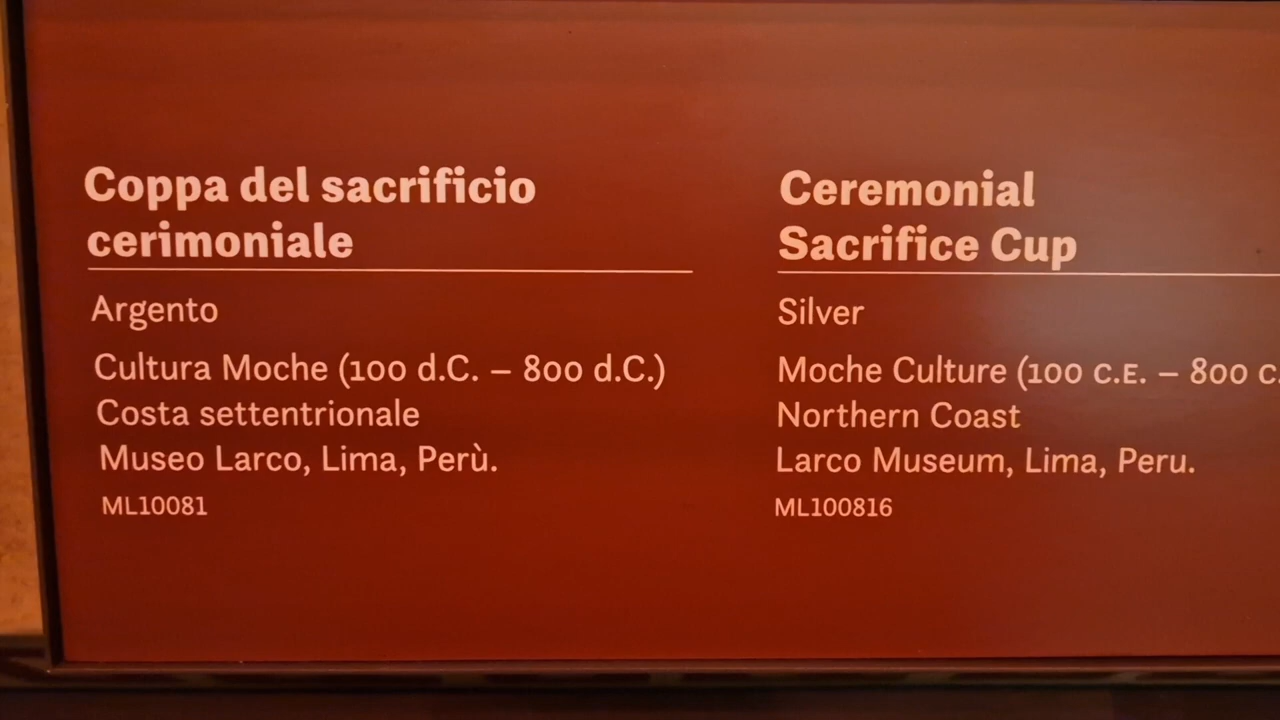 Coppa del sacrificio
cerimoniale
Argento
Cultura Moche (100 d.C. – 800 d.C.)
Costa settentrionale
Museo Larco, Lima, Perù.
ML10081
Ceremonial
Sacrifice Cup
Silver
Moche Culture (100 C.E. – 800 C.
Northern Coast
Larco Museum, Lima, Peru.
ML100816